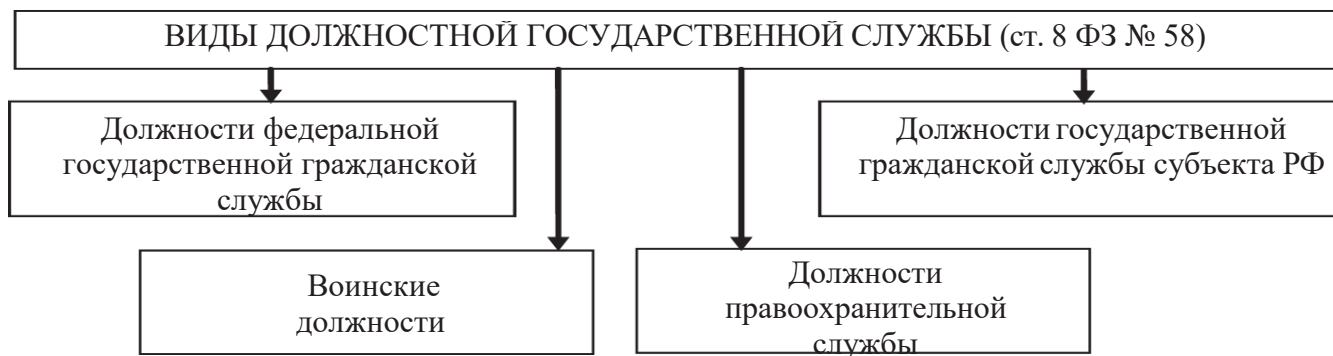 ВИДЫ ДОЛЖНОСТНОЙ ГОСУДАРСТВЕННОЙ СЛУЖБЫ (ст. 8 ФЗ № 58)
Должности федеральной
государственной гражданской
службы
Должности государственной
гражданской службы субъекта РФ
Воинские
должности
Должности
правоохранительной
службы